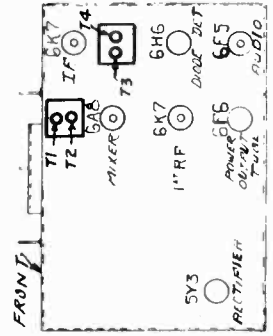 6K7
IF
T4
T3
6H6
DIODE DET
6F5
AUDIO
T1
T2
6A8
MIXER
6K7
1ST RF
6F6
POWER
OUTPUT
FRONT
5Y3
RECTIFIER